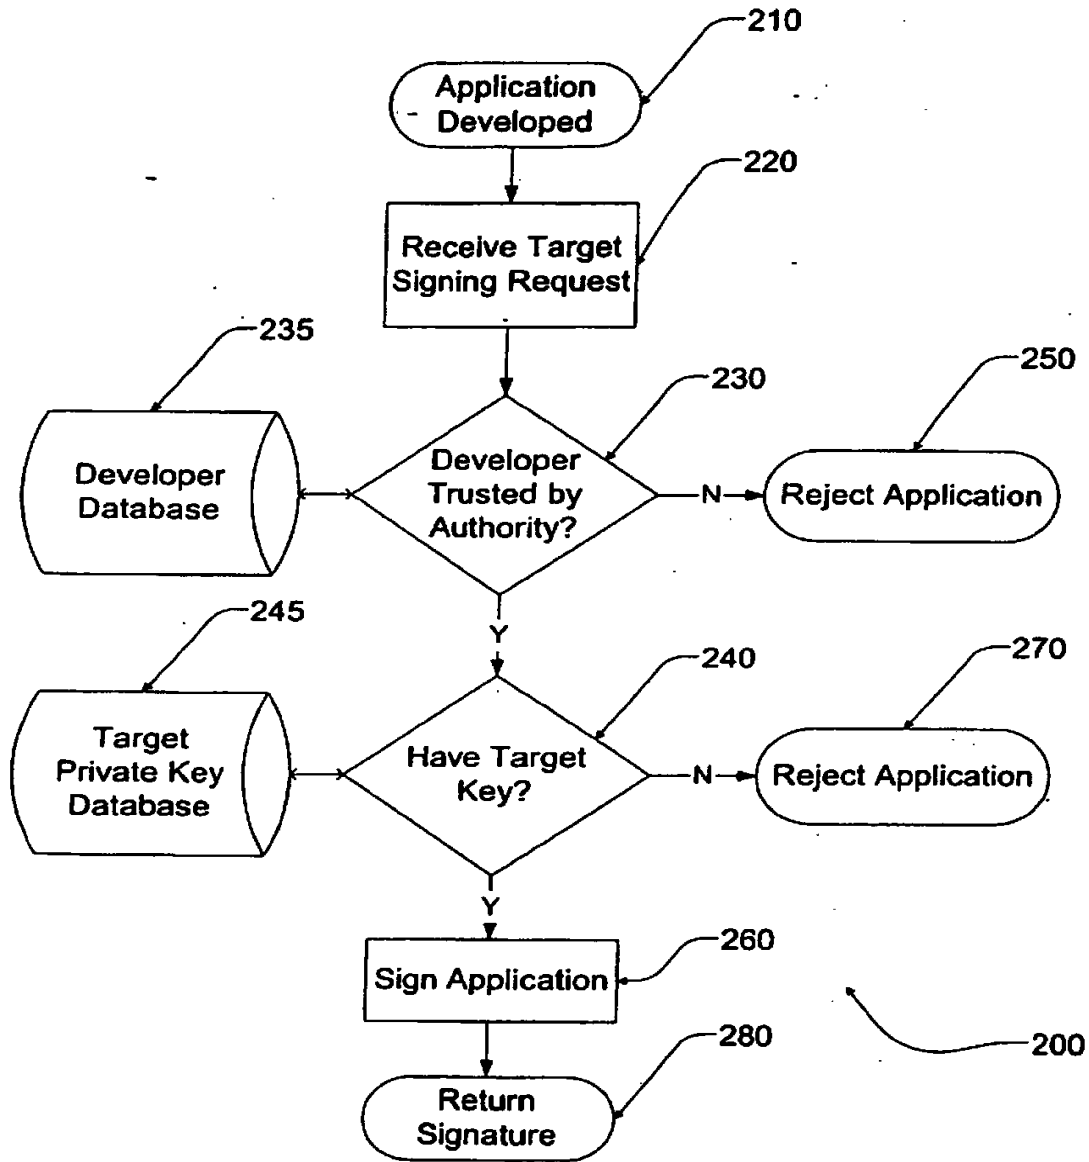 210
Application
Developed
220
Receive Target
Signing Request
235
230
250
Developer
Database
Developer
Trusted by
Authority?
N
Reject Application
Y
245
240
270
Target
Private Key
Database
Have Target
Key?
N
Reject Application
Y
260
Sign Application
280
200
Return
Signature